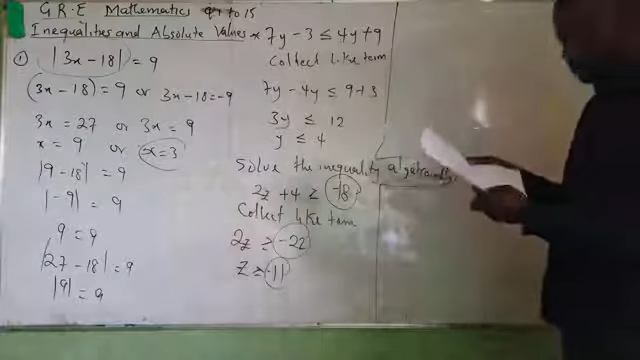 G.R.E Mathematics Q1 to 15
Inequalities and Absolute Values
① |3x - 18| = 9
(3x - 18) = 9 or 3x - 18 = -9
3x = 27 or 3x = 9
x = 9 or x = 3
|9 - 18| = 9
|-9| = 9
9 = 9
|27 - 18| = 9
|9| = 9
* 7y - 3 ≤ 4y + 9
Collect like term
7y - 4y ≤ 9 + 3
3y ≤ 12
y ≤ 4
Solve the inequality algebraically.
2z + 4 ≥ -18
Collect like term
2z ≥ -22
z ≥ -11